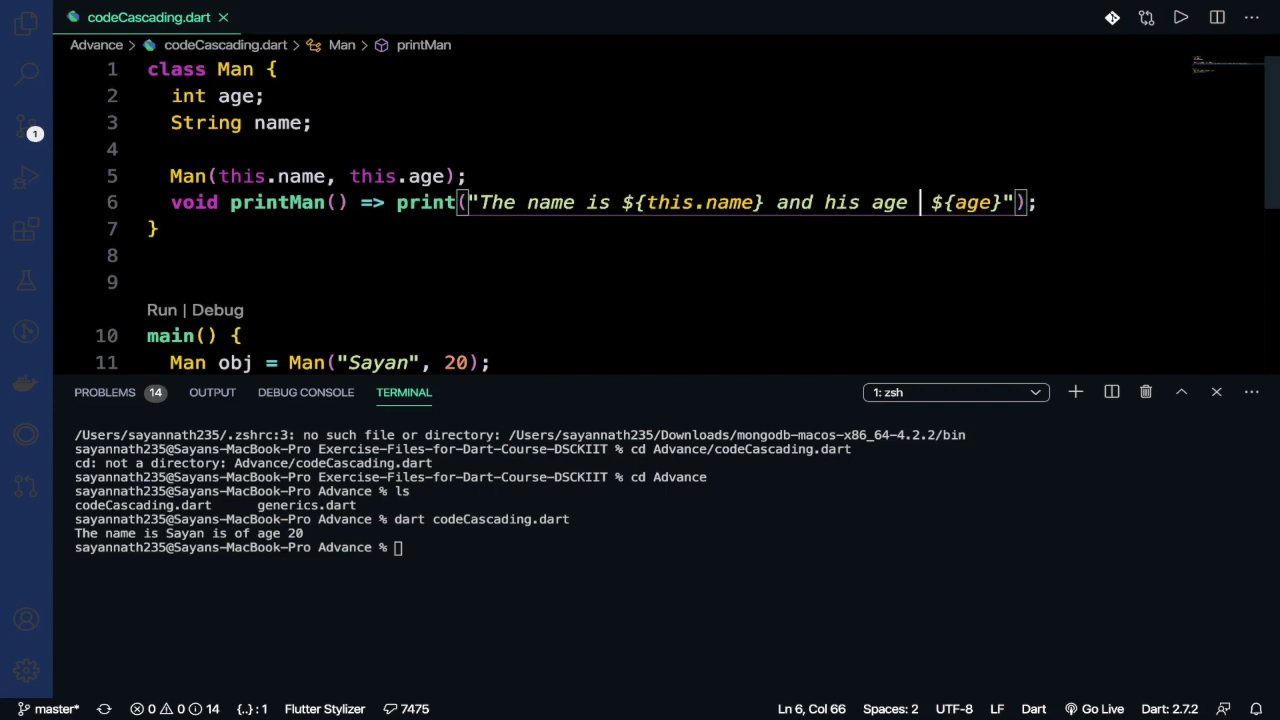 codeCascading.dart
Advance > codeCascading.dart > Man > printMan
1 class Man {
2 int age;
3 String name;
4
5 Man(this.name, this.age);
6 void printMan() => print("The name is ${this.name} and his age  ${age}");
7 }
8
9
Run | Debug
10 main() {
11 Man obj = Man("Sayan", 20);
1
PROBLEMS 14 OUTPUT DEBUG CONSOLE TERMINAL 1: zsh
/Users/sayannath235/.zshrc:3: no such file or directory: /Users/sayannath235/Downloads/mongodb-macos-x86_64-4.2.2/bin
sayannath235@Sayans-MacBook-Pro Exercise-Files-for-Dart-Course-DSCKIIT % cd Advance/codeCascading.dart
cd: not a directory: Advance/codeCascading.dart
sayannath235@Sayans-MacBook-Pro Exercise-Files-for-Dart-Course-DSCKIIT % cd Advance
sayannath235@Sayans-MacBook-Pro Advance % ls
codeCascading.dart generics.dart
sayannath235@Sayans-MacBook-Pro Advance % dart codeCascading.dart
The name is Sayan is of age 20
sayannath235@Sayans-MacBook-Pro Advance %
master* 0 0 14 {..}: 1 Flutter Stylizer 7475 Ln 6, Col 66 Spaces: 2 UTF-8 LF Dart Go Live Dart: 2.7.2